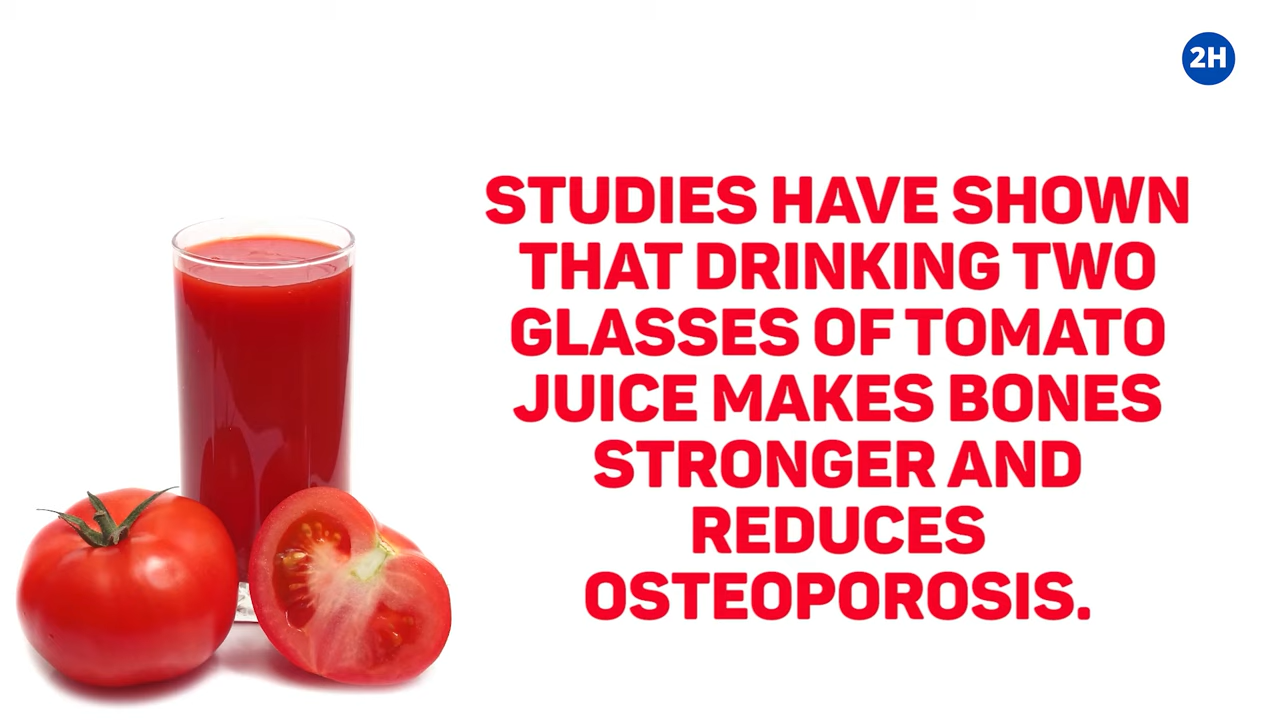 2H
STUDIES HAVE SHOWN
THAT DRINKING TWO
GLASSES OF TOMATO
JUICE MAKES BONES
STRONGER AND
REDUCES
OSTEOPOROSIS.